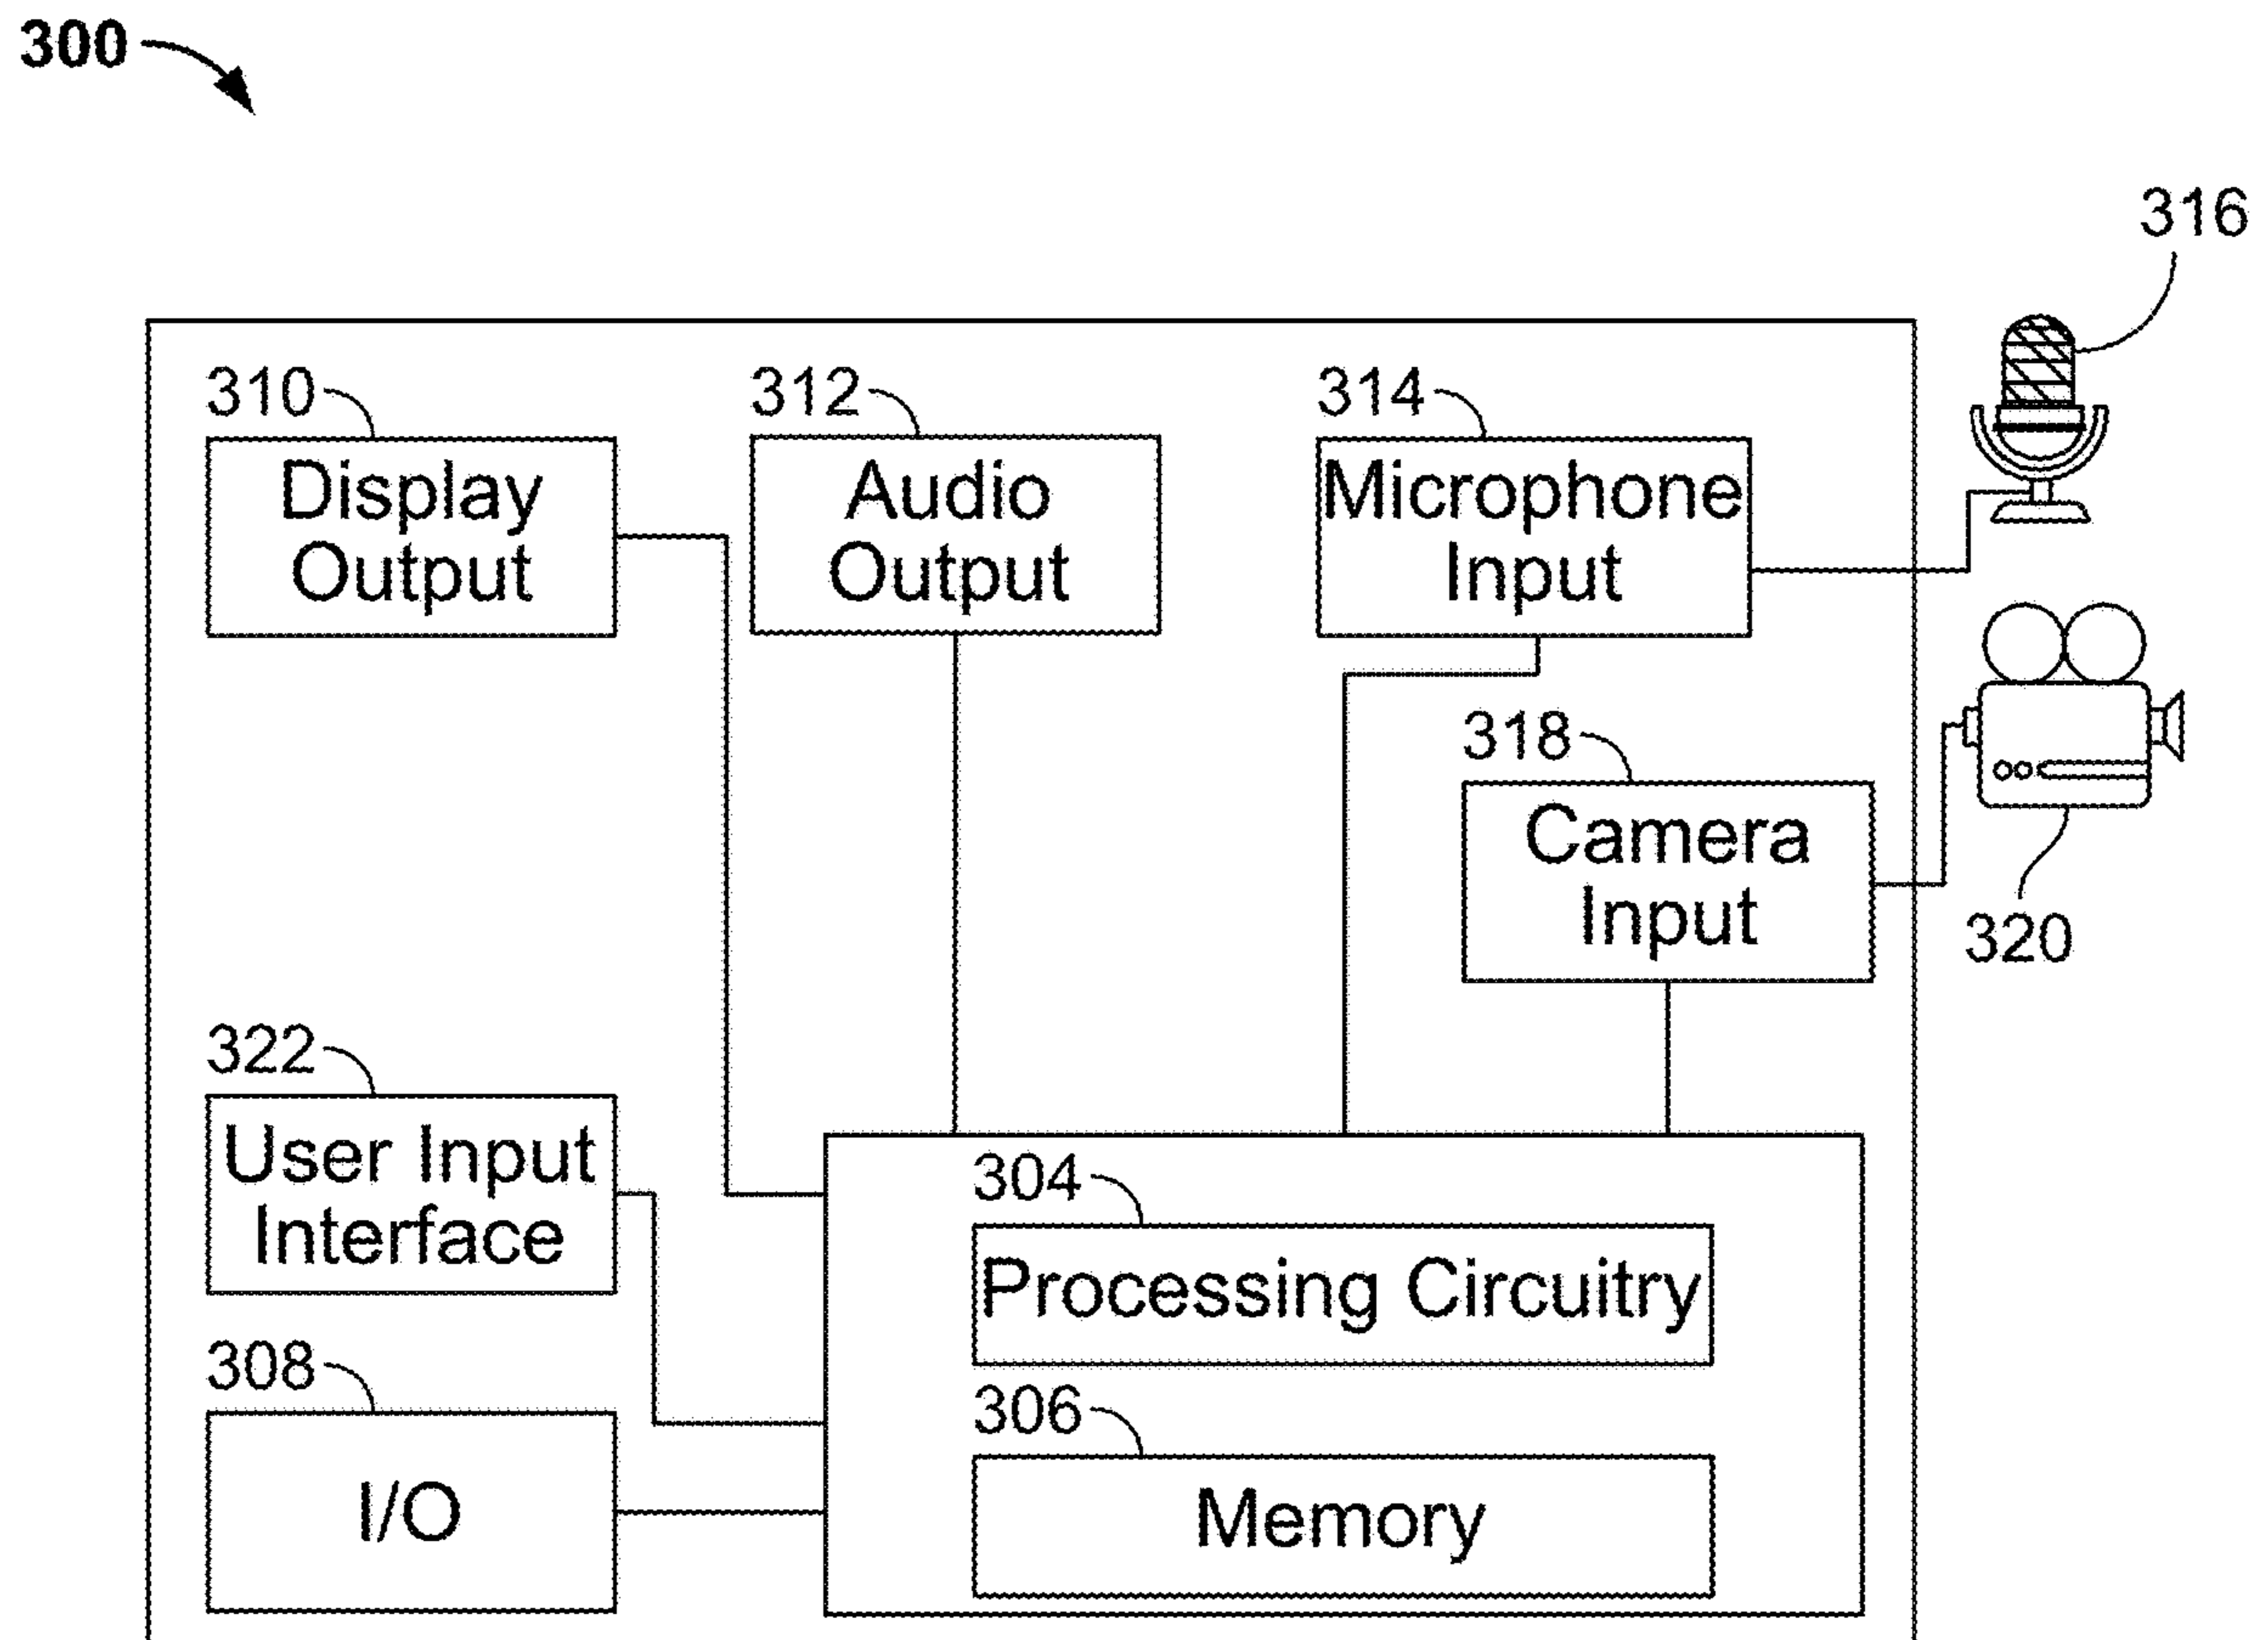 300
316
310
312
314
Display
Output
Audio
Output
Microphone
Input
318
Camera
Input
320
322
User Input
Interface
304
Processing Circuitry
308
I/O
306
Memory